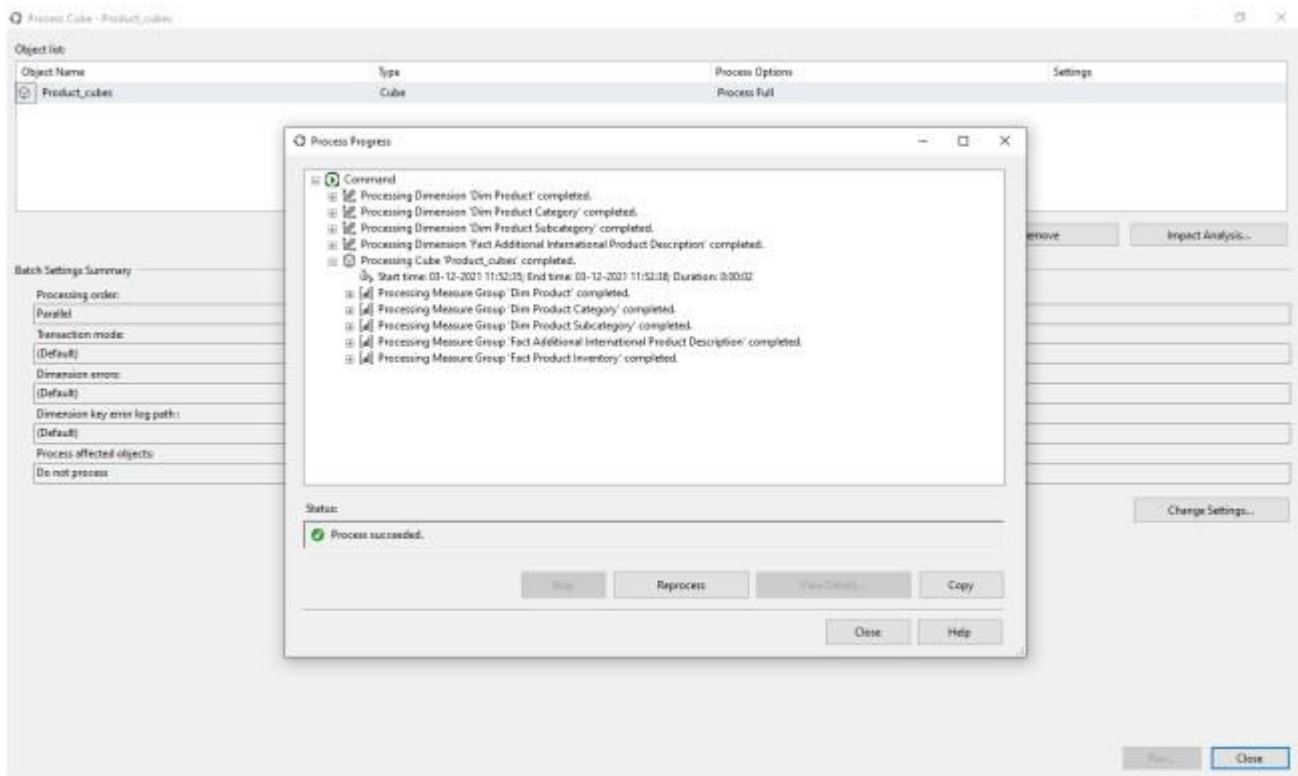 Process Cube - Product_cubes
Object list:
Object Name Type Process Options Settings
Product_cubes Cube Process Full
Process Progress
Command
Processing Dimension 'Dim Product' completed.
Processing Dimension 'Dim Product Category' completed.
Processing Dimension 'Dim Product Subcategory' completed.
Processing Dimension 'Fact Additional International Product Description' completed.
Processing Cube 'Product_cubes' completed.
Start time: 03-12-2021 11:52:35; End time: 03-12-2021 11:52:38; Duration: 0:00:02
Processing Measure Group 'Dim Product' completed.
Processing Measure Group 'Dim Product Category' completed.
Processing Measure Group 'Dim Product Subcategory' completed.
Processing Measure Group 'Fact Additional International Product Description' completed.
Processing Measure Group 'Fact Product Inventory' completed.
emove Impact Analysis...
Batch Settings Summary
Processing order:
Parallel
Transaction mode:
(Default)
Dimension errors:
(Default)
Dimension key error log path :
(Default)
Process affected objects:
Do not process
Change Settings...
Status:
Process succeeded.
Stop Reprocess View Details... Copy
Close Help
Run... Close